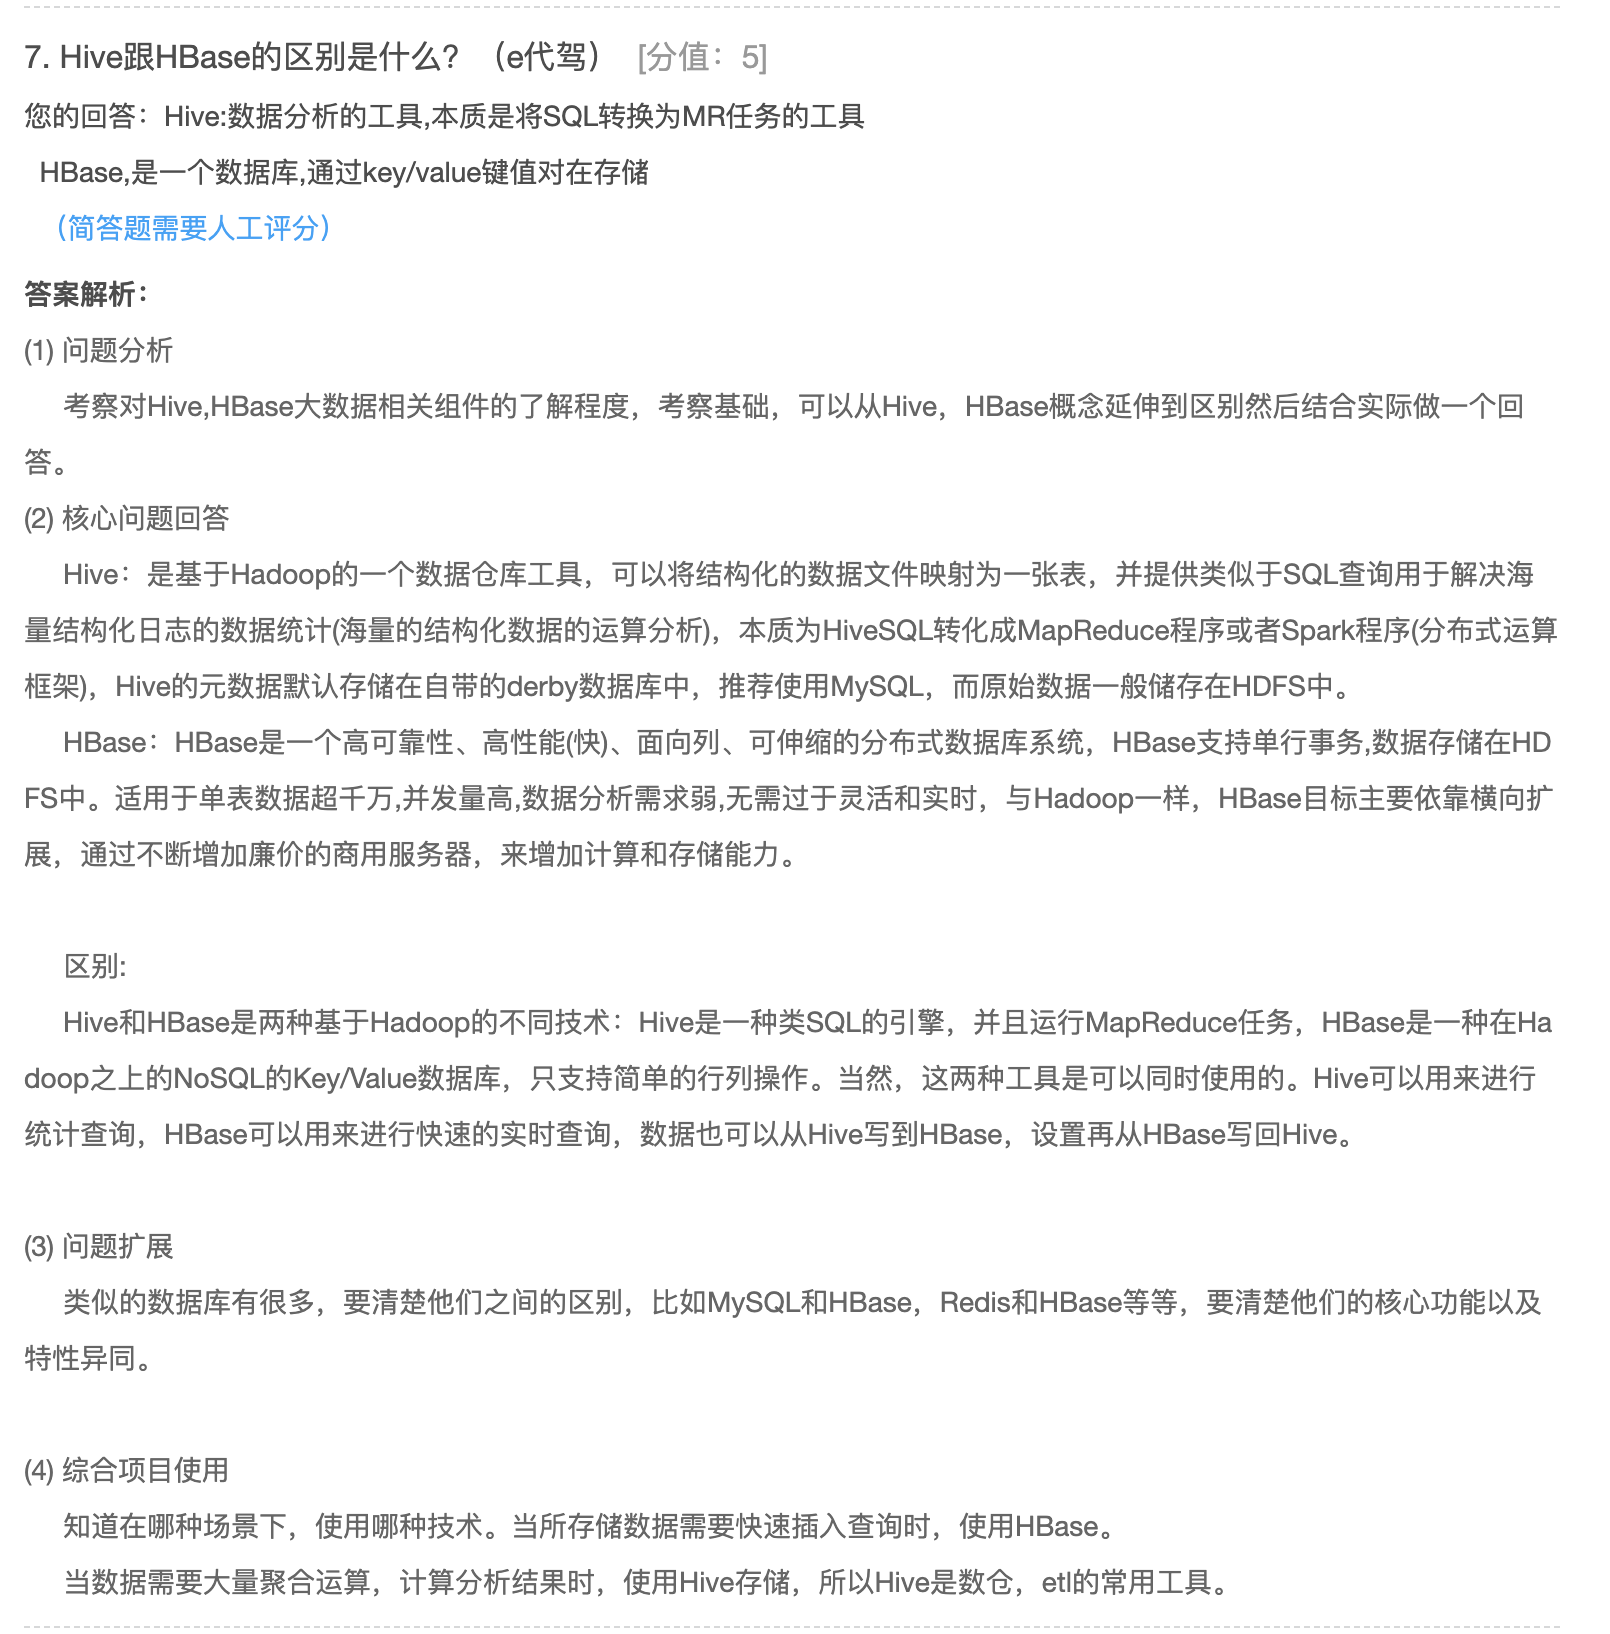 7. Hive跟HBase的区别是什么？（e代驾） [分值：5]
您的回答：Hive:数据分析的工具,本质是将SQL转换为MR任务的工具
HBase,是一个数据库,通过key/value键值对在存储
（简答题需要人工评分）
答案解析：
(1) 问题分析
考察对Hive,HBase大数据相关组件的了解程度，考察基础，可以从Hive，HBase概念延伸到区别然后结合实际做一个回
答。
(2) 核心问题回答
Hive：是基于Hadoop的一个数据仓库工具，可以将结构化的数据文件映射为一张表，并提供类似于SQL查询用于解决海
量结构化日志的数据统计(海量的结构化数据的运算分析)，本质为HiveSQL转化成MapReduce程序或者Spark程序(分布式运算
框架)，Hive的元数据默认存储在自带的derby数据库中，推荐使用MySQL，而原始数据一般储存在HDFS中。
HBase：HBase是一个高可靠性、高性能(快)、面向列、可伸缩的分布式数据库系统，HBase支持单行事务,数据存储在HD
FS中。适用于单表数据超千万,并发量高,数据分析需求弱,无需过于灵活和实时，与Hadoop一样，HBase目标主要依靠横向扩
展，通过不断增加廉价的商用服务器，来增加计算和存储能力。
区别:
Hive和HBase是两种基于Hadoop的不同技术：Hive是一种类SQL的引擎，并且运行MapReduce任务，HBase是一种在Ha
doop之上的NoSQL的Key/Value数据库，只支持简单的行列操作。当然，这两种工具是可以同时使用的。Hive可以用来进行
统计查询，HBase可以用来进行快速的实时查询，数据也可以从Hive写到HBase，设置再从HBase写回Hive。
(3) 问题扩展
类似的数据库有很多，要清楚他们之间的区别，比如MySQL和HBase，Redis和HBase等等，要清楚他们的核心功能以及
特性异同。
(4) 综合项目使用
知道在哪种场景下，使用哪种技术。当所存储数据需要快速插入查询时，使用HBase。
当数据需要大量聚合运算，计算分析结果时，使用Hive存储，所以Hive是数仓，etl的常用工具。